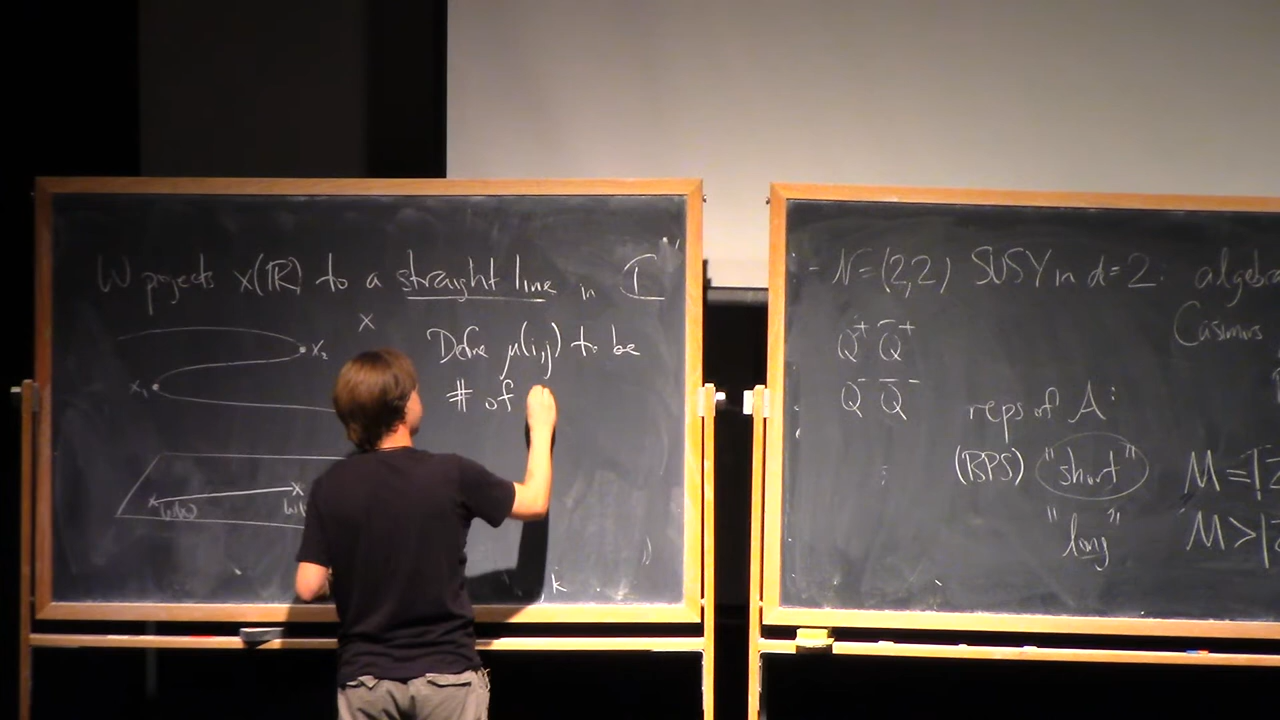 W projects x(ℝ) to a straight line in ℂ
X
x₂
x₁
W(x₁)
Define μ(i,j) to be
# of
k
- N=(2,2) SUSY in d=2: algebra
Casimirs
Q⁺ Q̄⁺
Q⁻ Q̄⁻
reps of A:
(BPS) "short" M=|Z
"long" M>|Z